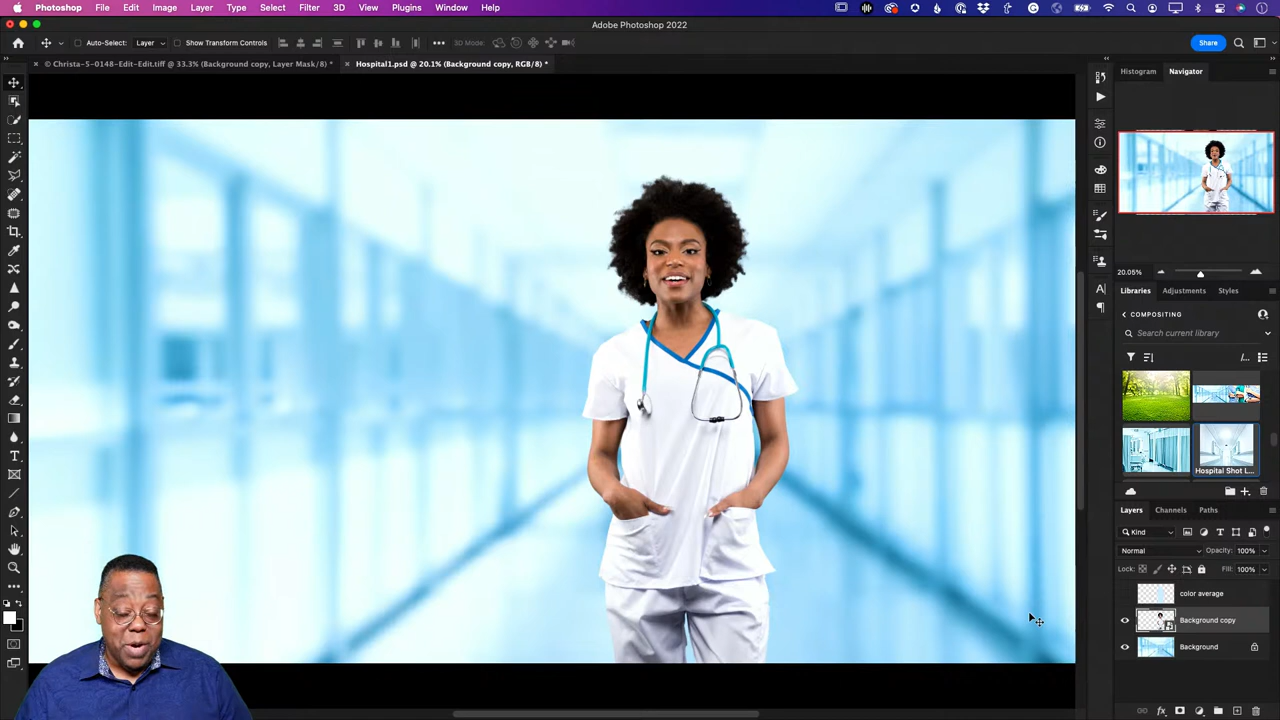 Photoshop File Edit Image Layer Type Select Filter 3D View Plugins Window Help
Adobe Photoshop 2022
Auto-Select: Layer Show Transform Controls ••• 3D Mode: Share
× © Christa-5-0148-Edit-Edit.tiff @ 33.3% (Background copy, Layer Mask/8) * × Hospital1.psd @ 20.1% (Background copy, RGB/8) *
Histogram Navigator
20.05%
Libraries Adjustments Styles
COMPOSITING
Search current library
Hospital Shot L...
Layers Channels Paths
Kind
Normal Opacity: 100%
Lock: Fill: 100%
color average
Background copy
Background